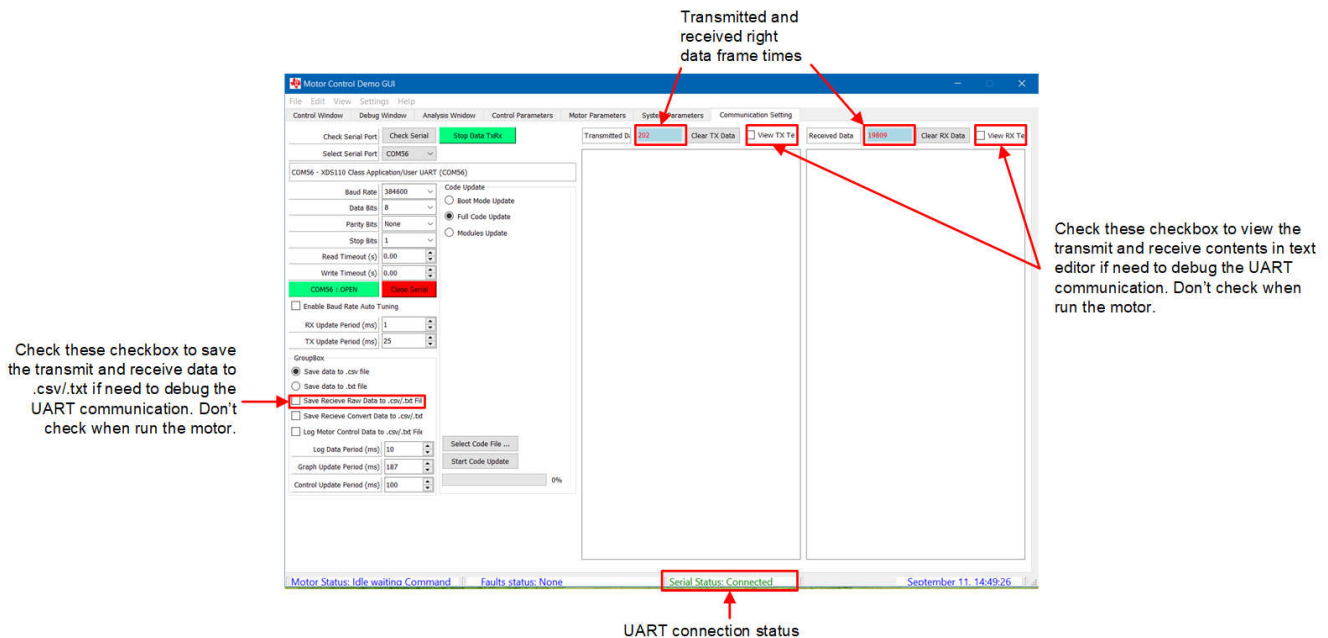 Transmitted and
received right
data frame times
Motor Control Demo GUI
File Edit View Settings Help
Control Window Debug Window Analysis Wnidow Control Parameters Motor Parameters System Parameters Communication Setting
Check Serial Port Check Serial Stop Data TxRx
Transmitted Da 202 Clear TX Data View TX Te Received Data 19809 Clear RX Data View RX Te
Select Serial Port COM56
COM56 - XDS110 Class Application/User UART (COM56)
Baud Rate 384600
Data Bits 8
Parity Bits None
Stop Bits 1
Read Timeout (s) 0.00
Write Timeout (s) 0.00
COM56 : OPEN Close Serial
Enable Baud Rate Auto Tuning
RX Update Period (ms) 1
TX Update Period (ms) 25
Code Update
Boot Mode Update
Full Code Update
Modules Update
GroupBox
Save data to .csv file
Save data to .txt file
Save Recieve Raw Data to .csv/.txt Fil
Save Recieve Convert Data to .csv/.txt
Log Motor Control Data to .csv/.txt File
Log Data Period (ms) 10
Graph Update Period (ms) 187
Control Update Period (ms) 100
Select Code File ...
Start Code Update
0%
Check these checkbox to view the
transmit and receive contents in text
editor if need to debug the UART
communication. Don't check when
run the motor.
Check these checkbox to save
the transmit and receive data to
.csv/.txt if need to debug the
UART communication. Don't
check when run the motor.
Motor Status: Idle waiting Command Faults status: None Serial Status: Connected September 11, 14:49:26
UART connection status